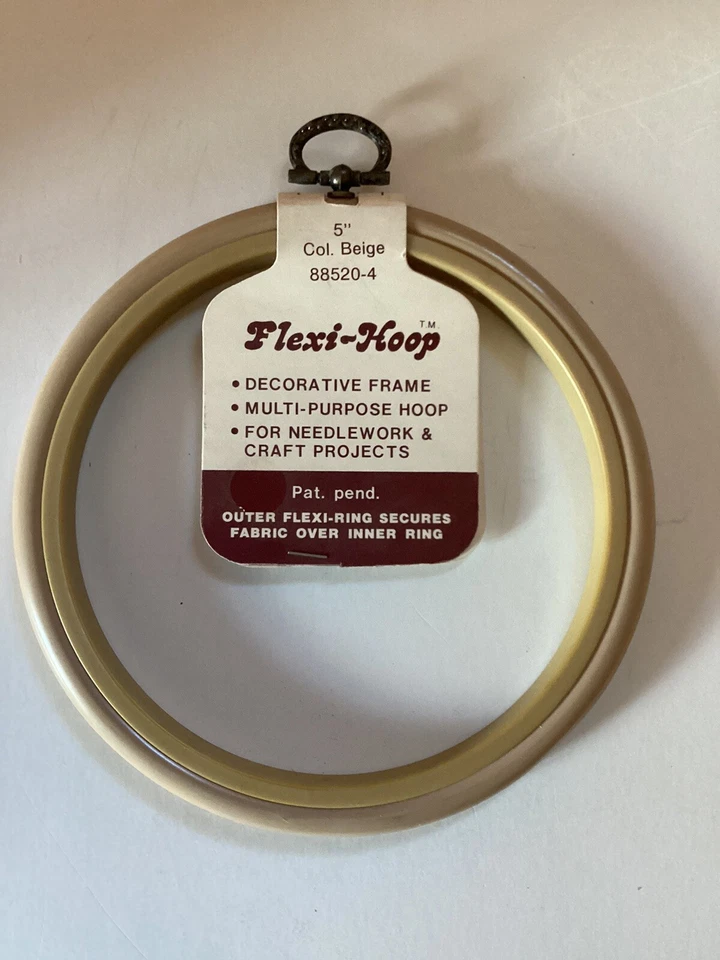 5"
Col. Beige
88520-4
Flexi-Hoop TM.
• DECORATIVE FRAME
• MULTI-PURPOSE HOOP
• FOR NEEDLEWORK &
CRAFT PROJECTS
Pat. pend.
OUTER FLEXI-RING SECURES
FABRIC OVER INNER RING